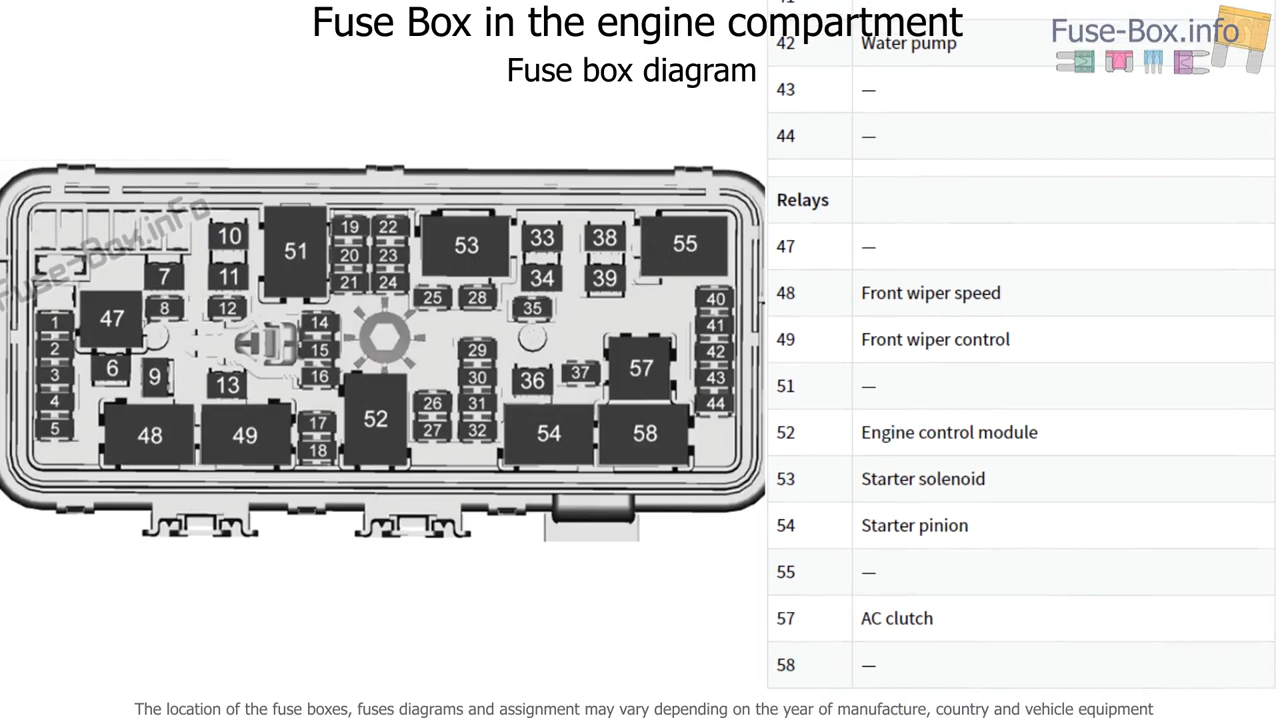 Fuse Box in the engine compartment
Fuse box diagram
Fuse-Box.info
42 Water pump
43 —
44 —
Relays
47 —
48 Front wiper speed
49 Front wiper control
51 —
52 Engine control module
53 Starter solenoid
54 Starter pinion
55 —
57 AC clutch
58 —
Fuse-Box.info
10 51 19 22 53 33 38 55
20 23
7 11 21 24 34 39
8 12 25 28 35 40
1 47 14 41
2 15 29 42
3 6 9 13 16 30 36 37 57 43
4 26 31 44
5 48 49 17 52 27 32 54 58
18
The location of the fuse boxes, fuses diagrams and assignment may vary depending on the year of manufacture, country and vehicle equipment